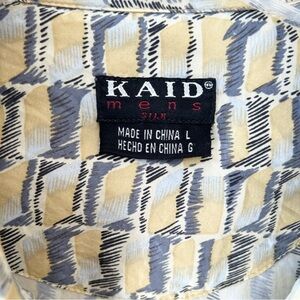 KAID
mens
SILK
MADE IN CHINA L
HECHO EN CHINA G